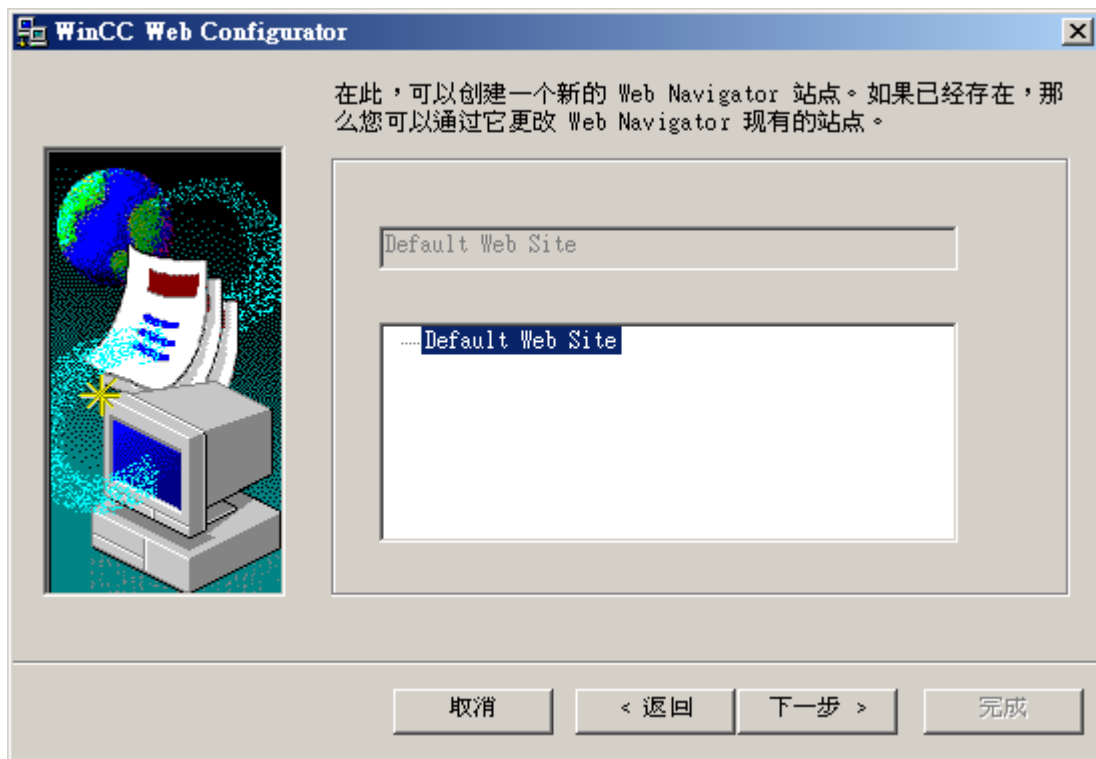 WinCC Web Configurator
在此，可以创建一个新的 Web Navigator 站点。如果已经存在，那
么您可以通过它更改 Web Navigator 现有的站点。
Default Web Site
Default Web Site
取消
< 返回
下一步 >
完成